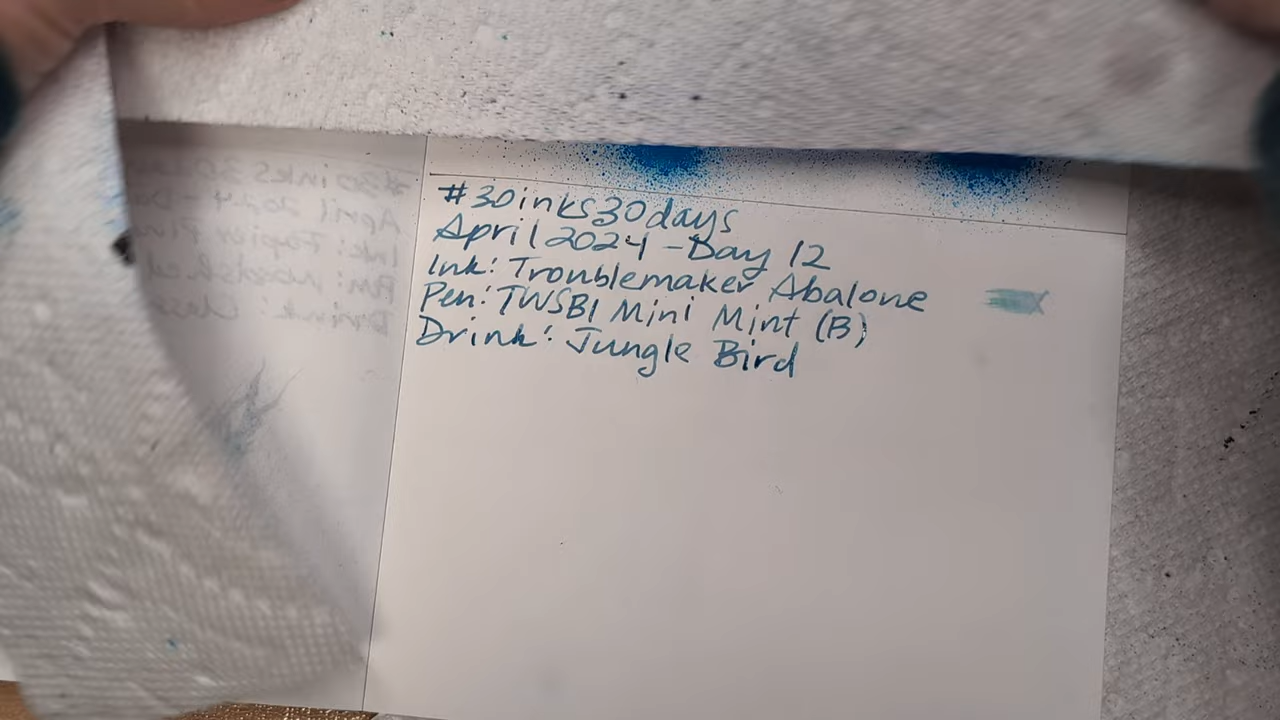 #30inks30days
April 2024 - Day 12
Ink: Troublemaker Abalone
Pen: TWSBI Mini Mint (B)
Drink: Jungle Bird